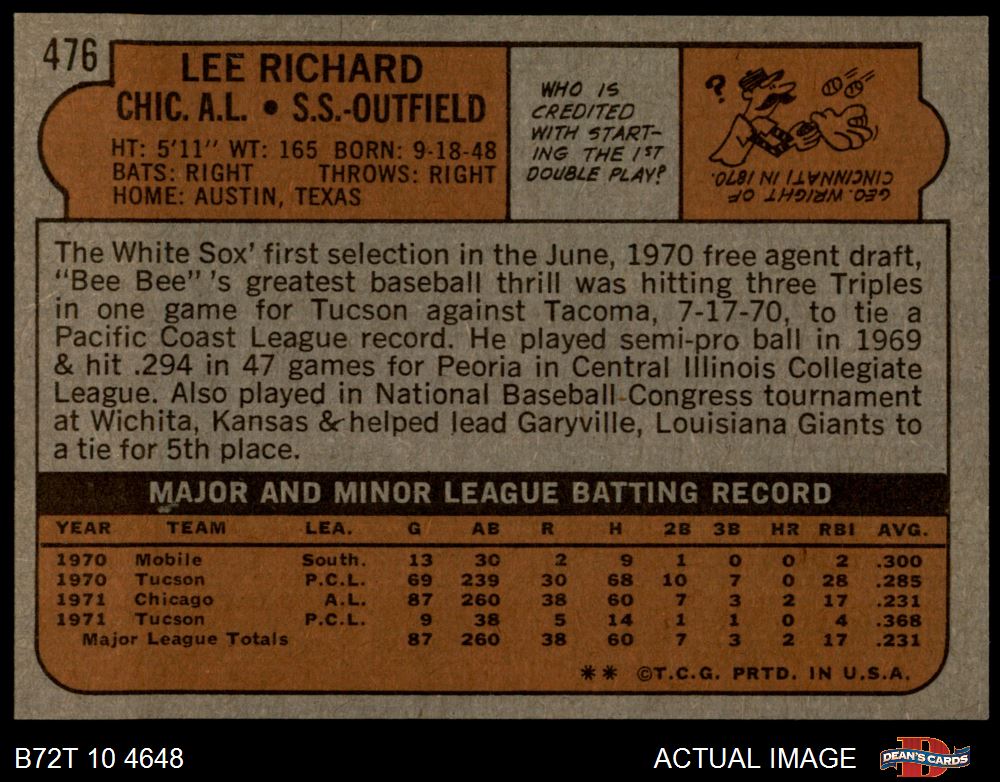 476
LEE RICHARD
CHIC. A.L. • S.S.-OUTFIELD
HT: 5'11" WT: 165 BORN: 9-18-48
BATS: RIGHT THROWS: RIGHT
HOME: AUSTIN, TEXAS
WHO IS
CREDITED
WITH START-
ING THE 1ST
DOUBLE PLAY?
?
GEO. WRIGHT OF
CINCINNATI IN 1870.
The White Sox' first selection in the June, 1970 free agent draft,
"Bee Bee" 's greatest baseball thrill was hitting three Triples
in one game for Tucson against Tacoma, 7-17-70, to tie a
Pacific Coast League record. He played semi-pro ball in 1969
& hit .294 in 47 games for Peoria in Central Illinois Collegiate
League. Also played in National Baseball Congress tournament
at Wichita, Kansas & helped lead Garyville, Louisiana Giants to
a tie for 5th place.
MAJOR AND MINOR LEAGUE BATTING RECORD
YEAR TEAM LEA. G AB R H 2B 3B HR RBI AVG.
1970 Mobile South. 13 30 2 9 1 0 0 2 .300
1970 Tucson P.C.L. 69 239 30 68 10 7 0 28 .285
1971 Chicago A.L. 87 260 38 60 7 3 2 17 .231
1971 Tucson P.C.L. 9 38 5 14 1 1 0 4 .368
Major League Totals 87 260 38 60 7 3 2 17 .231
** ©T.C.G. PRTD. IN U.S.A.
B72T 10 4648
ACTUAL IMAGE
DEAN'S CARDS